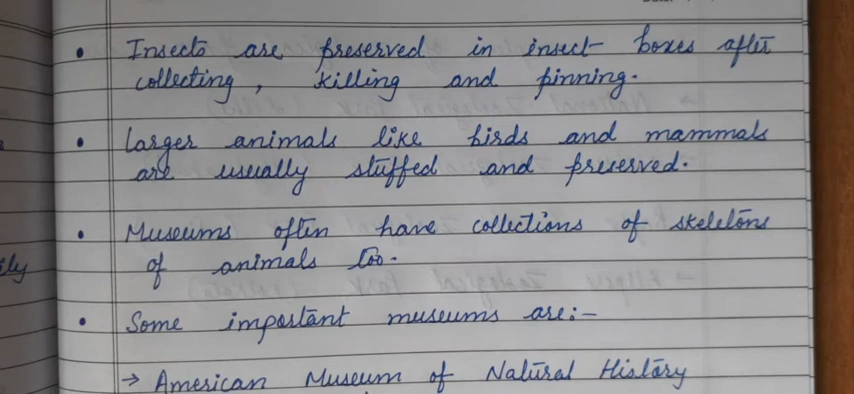 • Insects are preserved in insect boxes after
collecting, killing and pinning.
• Larger animals like birds and mammals
are usually stuffed and preserved.
• Museums often have collections of skeletons
of animals too.
ily
• Some important museums are:-
→ American Museum of Natural History